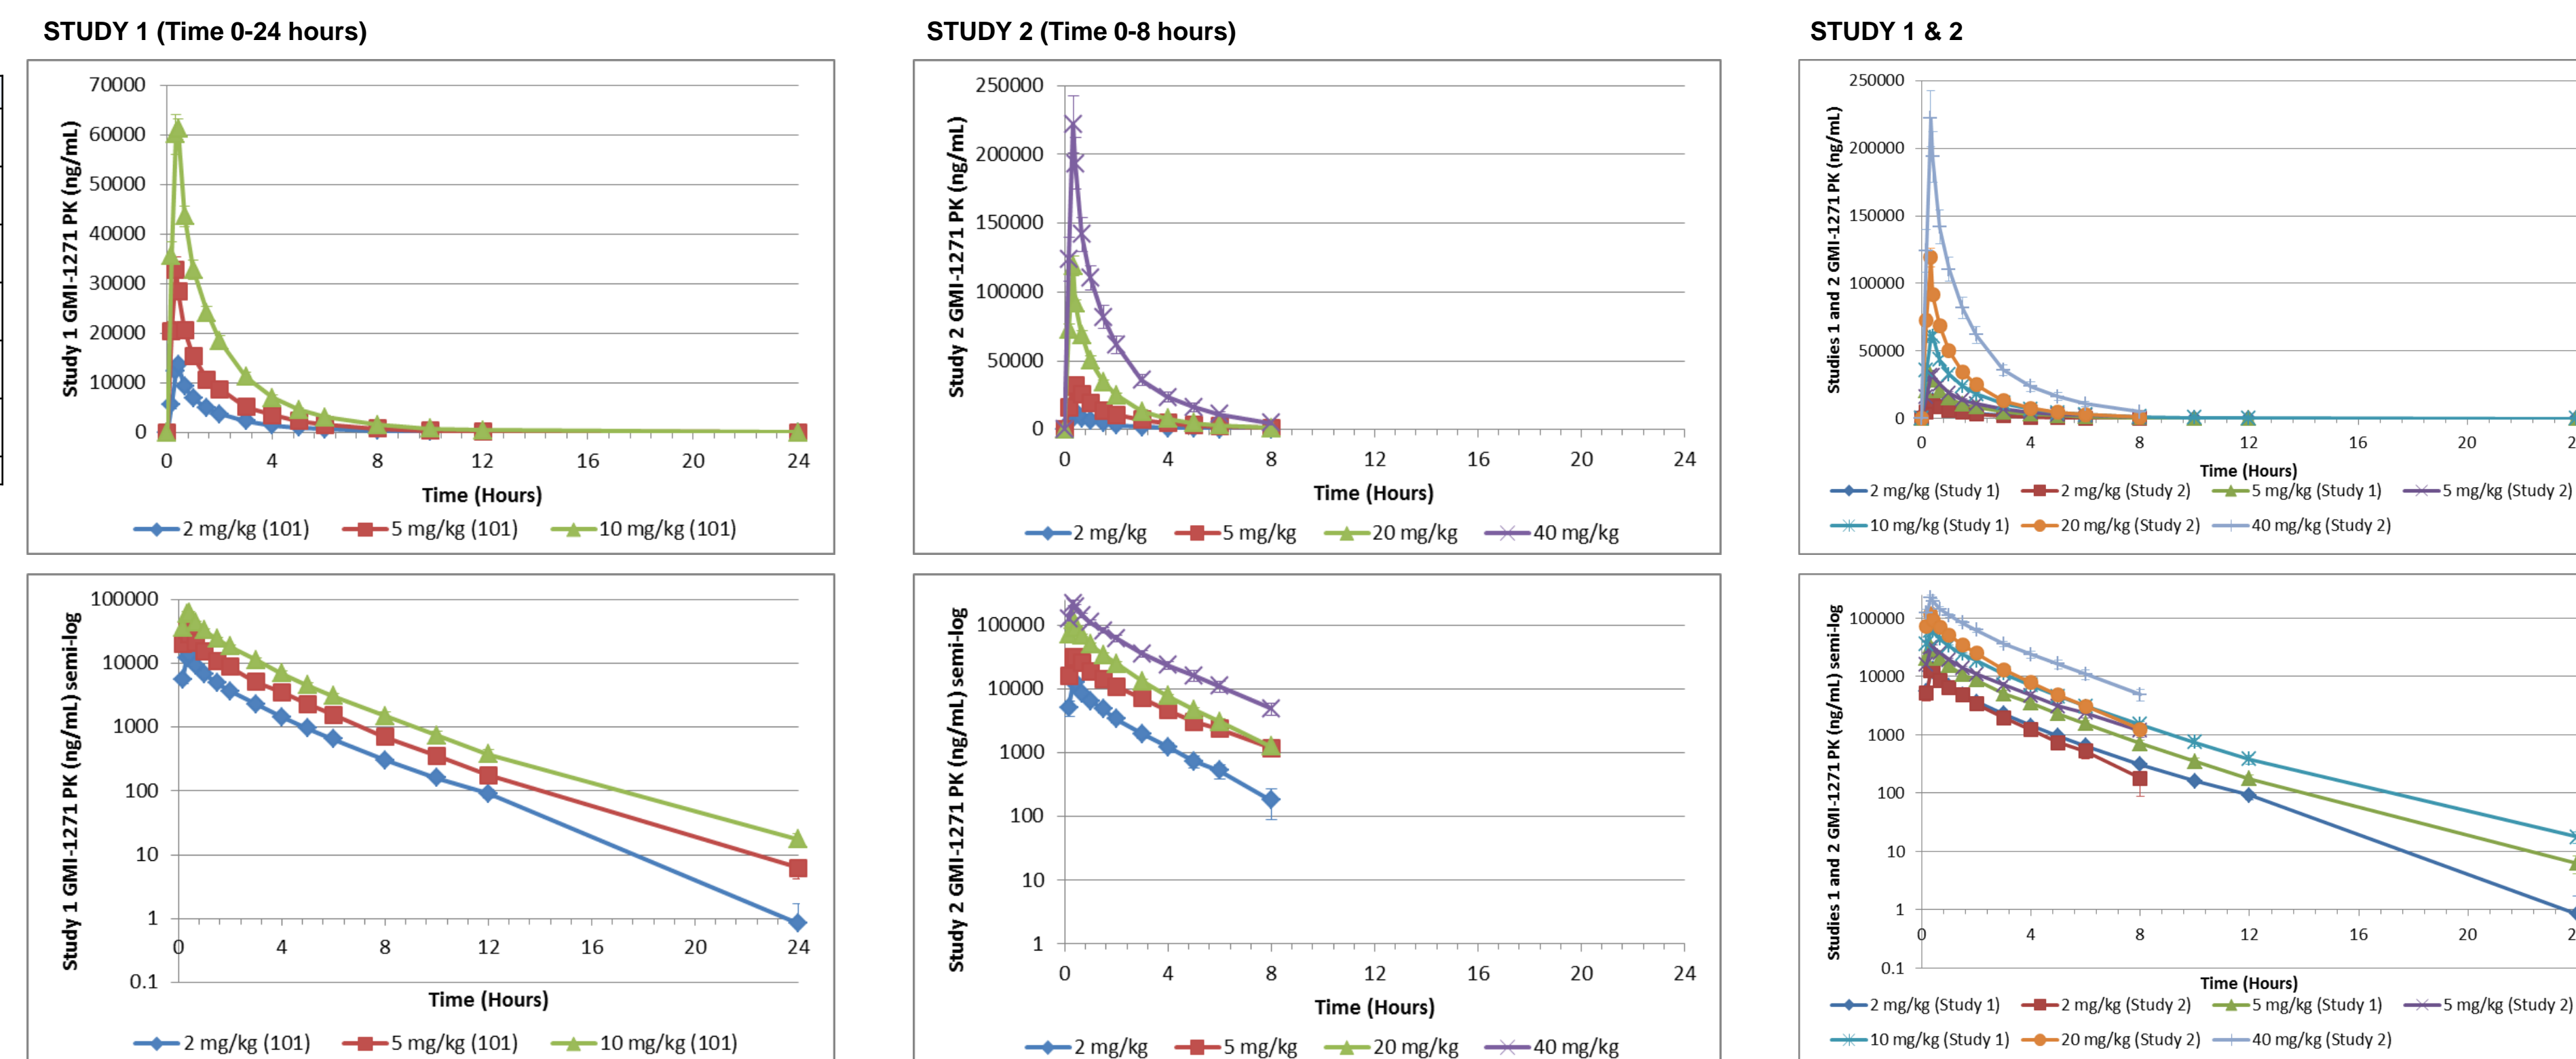 STUDY 1 (Time 0-24 hours)
70000
60000
50000
40000
30000
20000
10000
0
Study 1 GMI-1271 PK (ng/mL)
0 4 8 12 16 20 24
Time (Hours)
2 mg/kg (101) 5 mg/kg (101) 10 mg/kg (101)
100000
10000
1000
100
10
1
0.1
Study 1 GMI-1271 PK (ng/mL) semi-log
0 4 8 12 16 20 24
Time (Hours)
2 mg/kg (101) 5 mg/kg (101) 10 mg/kg (101)
STUDY 2 (Time 0-8 hours)
250000
200000
150000
100000
50000
0
Study 2 GMI-1271 PK (ng/mL)
0 4 8 12 16 20 24
Time (Hours)
2 mg/kg 5 mg/kg 20 mg/kg 40 mg/kg
100000
10000
1000
100
10
1
Study 2 GMI-1271 PK (ng/mL) semi-log
0 4 8 12 16 20 24
Time (Hours)
2 mg/kg 5 mg/kg 20 mg/kg 40 mg/kg
STUDY 1 & 2
250000
200000
150000
100000
50000
0
Studies 1 and 2 GMI-1271 PK (ng/mL)
0 4 8 12 16 20 2
Time (Hours)
2 mg/kg (Study 1) 2 mg/kg (Study 2) 5 mg/kg (Study 1) 5 mg/kg (Study 2)
10 mg/kg (Study 1) 20 mg/kg (Study 2) 40 mg/kg (Study 2)
100000
10000
1000
100
10
1
0.1
Studies 1 and 2 GMI-1271 PK (ng/mL) semi-log
0 4 8 12 16 20 2
Time (Hours)
2 mg/kg (Study 1) 2 mg/kg (Study 2) 5 mg/kg (Study 1) 5 mg/kg (Study 2)
10 mg/kg (Study 1) 20 mg/kg (Study 2) 40 mg/kg (Study 2)